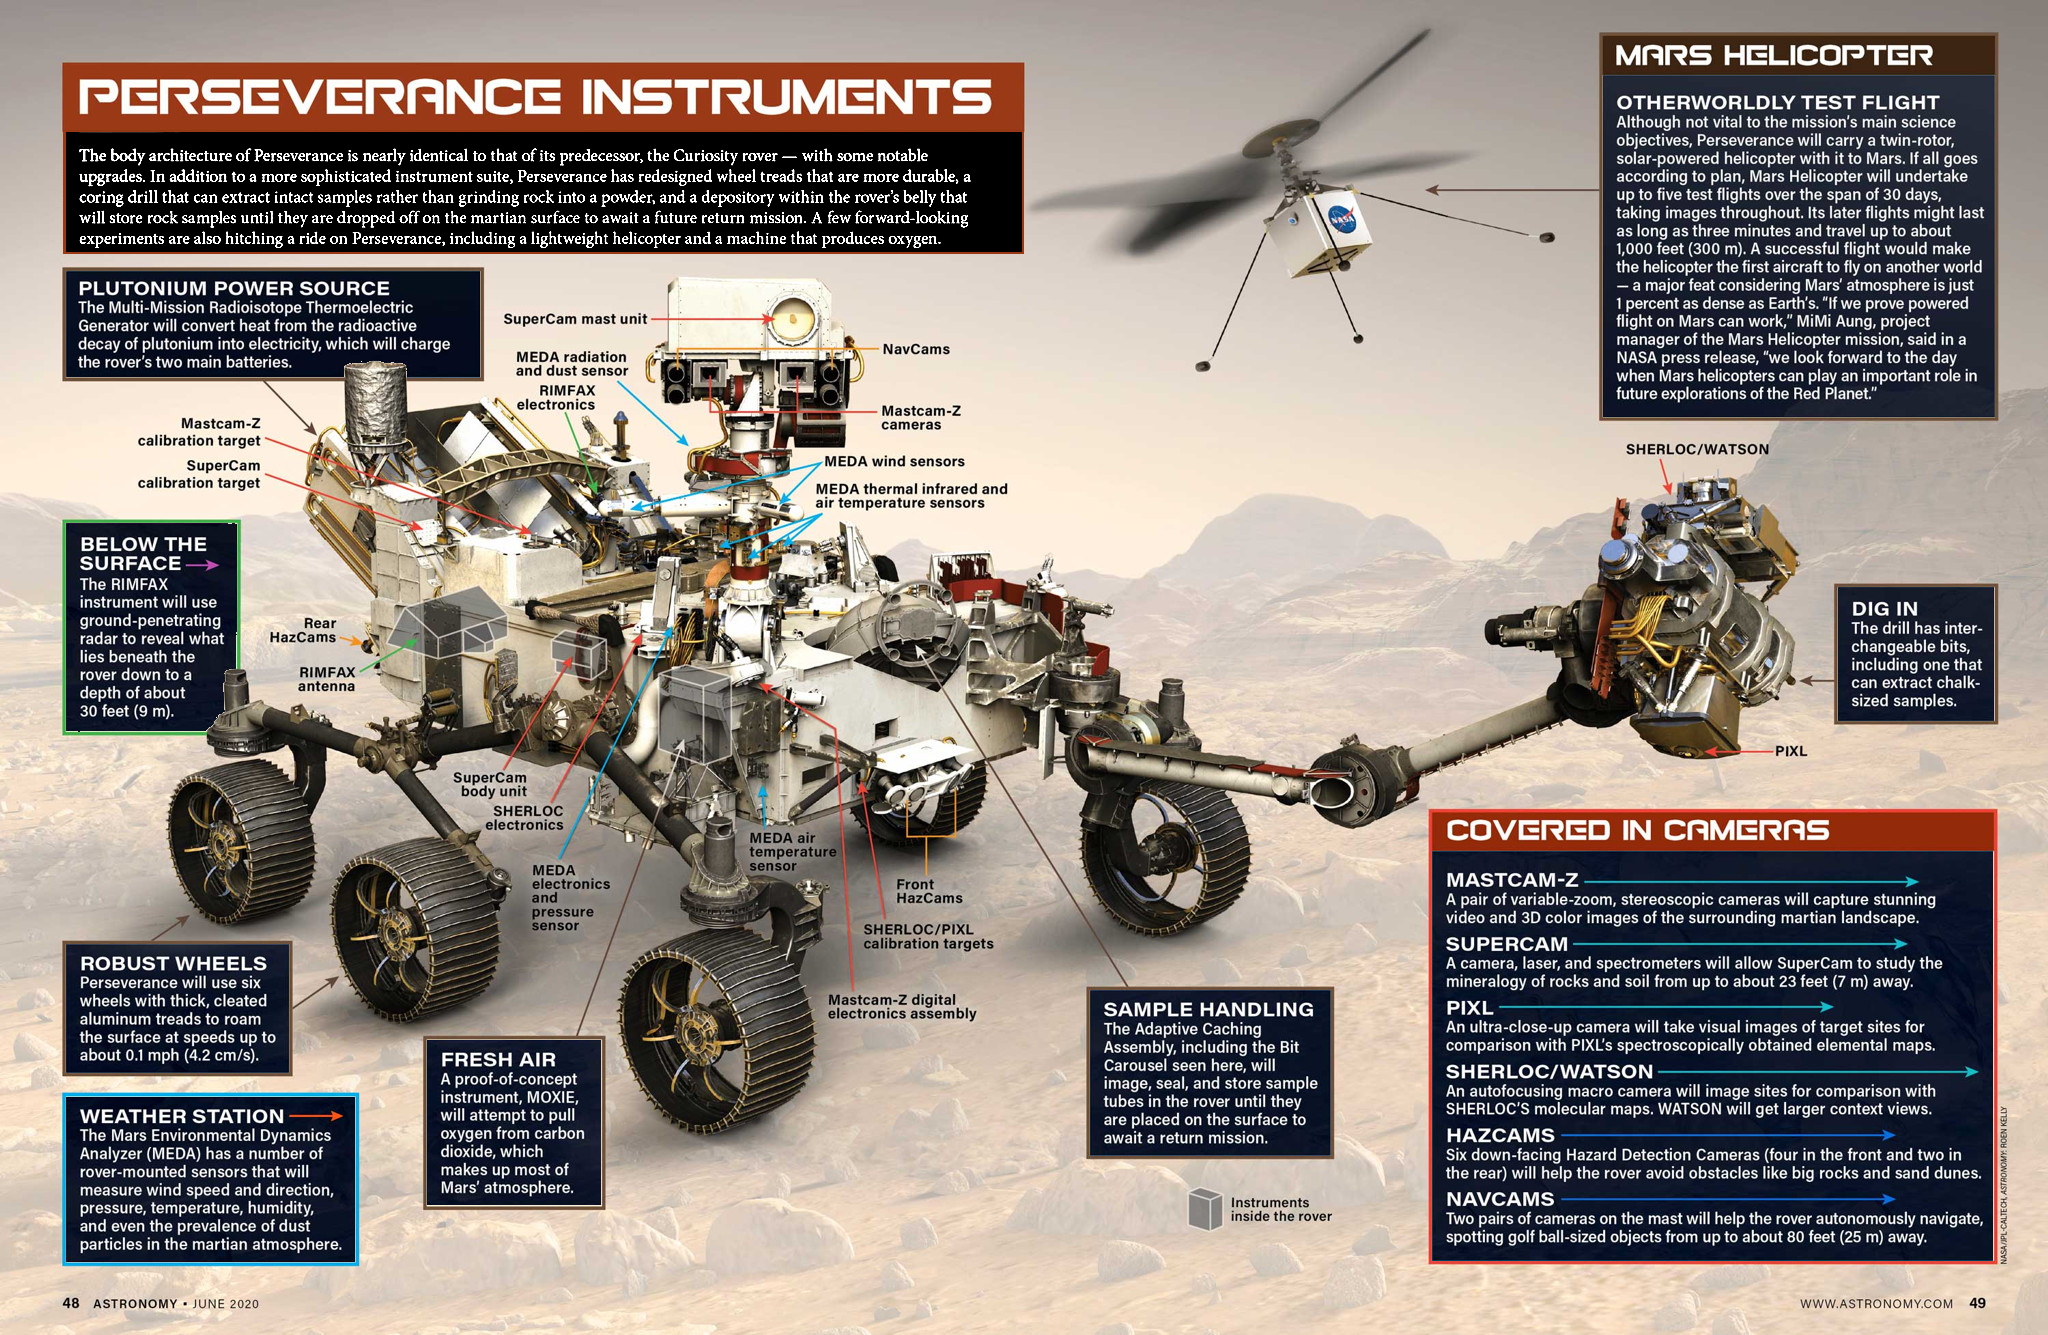 PERSEVERANCE INSTRUMENTS
The body architecture of Perseverance is nearly identical to that of its predecessor, the Curiosity rover — with some notable
upgrades. In addition to a more sophisticated instrument suite, Perseverance has redesigned wheel treads that are more durable, a
coring drill that can extract intact samples rather than grinding rock into a powder, and a depository within the rover's belly that
will store rock samples until they are dropped off on the martian surface to await a future return mission. A few forward-looking
experiments are also hitching a ride on Perseverance, including a lightweight helicopter and a machine that produces oxygen.
PLUTONIUM POWER SOURCE
The Multi-Mission Radioisotope Thermoelectric
Generator will convert heat from the radioactive
decay of plutonium into electricity, which will charge
the rover's two main batteries.
SuperCam mast unit
MEDA radiation
and dust sensor
RIMFAX
electronics
NavCams
Mastcam-Z
cameras
Mastcam-Z
calibration target
SuperCam
calibration target
MEDA wind sensors
MEDA thermal infrared and
air temperature sensors
BELOW THE
SURFACE
The RIMFAX
instrument will use
ground-penetrating
radar to reveal what
lies beneath the
rover down to a
depth of about
30 feet (9 m).
Rear
HazCams
RIMFAX
antenna
SuperCam
body unit
SHERLOC
electronics
MEDA
electronics
and
pressure
sensor
MEDA air
temperature
sensor
Front
HazCams
SHERLOC/PIXL
calibration targets
Mastcam-Z digital
electronics assembly
ROBUST WHEELS
Perseverance will use six
wheels with thick, cleated
aluminum treads to roam
the surface at speeds up to
about 0.1 mph (4.2 cm/s).
WEATHER STATION
The Mars Environmental Dynamics
Analyzer (MEDA) has a number of
rover-mounted sensors that will
measure wind speed and direction,
pressure, temperature, humidity,
and even the prevalence of dust
particles in the martian atmosphere.
FRESH AIR
A proof-of-concept
instrument, MOXIE,
will attempt to pull
oxygen from carbon
dioxide, which
makes up most of
Mars' atmosphere.
SAMPLE HANDLING
The Adaptive Caching
Assembly, including the Bit
Carousel seen here, will
image, seal, and store sample
tubes in the rover until they
are placed on the surface to
await a return mission.
Instruments
inside the rover
NASA
MARS HELICOPTER
OTHERWORLDLY TEST FLIGHT
Although not vital to the mission's main science
objectives, Perseverance will carry a twin-rotor,
solar-powered helicopter with it to Mars. If all goes
according to plan, Mars Helicopter will undertake
up to five test flights over the span of 30 days,
taking images throughout. Its later flights might last
as long as three minutes and travel up to about
1,000 feet (300 m). A successful flight would make
the helicopter the first aircraft to fly on another world
— a major feat considering Mars' atmosphere is just
1 percent as dense as Earth's. "If we prove powered
flight on Mars can work," MiMi Aung, project
manager of the Mars Helicopter mission, said in a
NASA press release, "we look forward to the day
when Mars helicopters can play an important role in
future explorations of the Red Planet."
SHERLOC/WATSON
DIG IN
The drill has inter-
changeable bits,
including one that
can extract chalk-
sized samples.
PIXL
COVERED IN CAMERAS
MASTCAM-Z
A pair of variable-zoom, stereoscopic cameras will capture stunning
video and 3D color images of the surrounding martian landscape.
SUPERCAM
A camera, laser, and spectrometers will allow SuperCam to study the
mineralogy of rocks and soil from up to about 23 feet (7 m) away.
PIXL
An ultra-close-up camera will take visual images of target sites for
comparison with PIXL's spectroscopically obtained elemental maps.
SHERLOC/WATSON
An autofocusing macro camera will image sites for comparison with
SHERLOC'S molecular maps. WATSON will get larger context views.
HAZCAMS
Six down-facing Hazard Detection Cameras (four in the front and two in
the rear) will help the rover avoid obstacles like big rocks and sand dunes.
NAVCAMS
Two pairs of cameras on the mast will help the rover autonomously navigate,
spotting golf ball-sized objects from up to about 80 feet (25 m) away.
NASA/JPL-CALTECH, ASTRONOMY: ROEN KELLY
48 ASTRONOMY • JUNE 2020
WWW.ASTRONOMY.COM 49